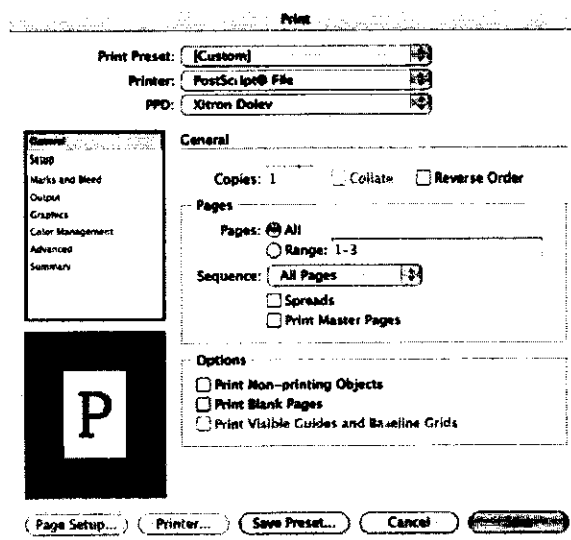 Print
Print Preset: [Custom]
Printer: PostScript® File
PPD: Xitron Dolev
General
Setup
Marks and Bleed
Output
Graphics
Color Management
Advanced
Summary
General
Copies: 1 Collate Reverse Order
Pages
Pages: All
Range: 1-3
Sequence: All Pages
Spreads
Print Master Pages
Options
Print Non-printing Objects
Print Blank Pages
Print Visible Guides and Baseline Grids
P
Page Setup... Printer... Save Preset... Cancel